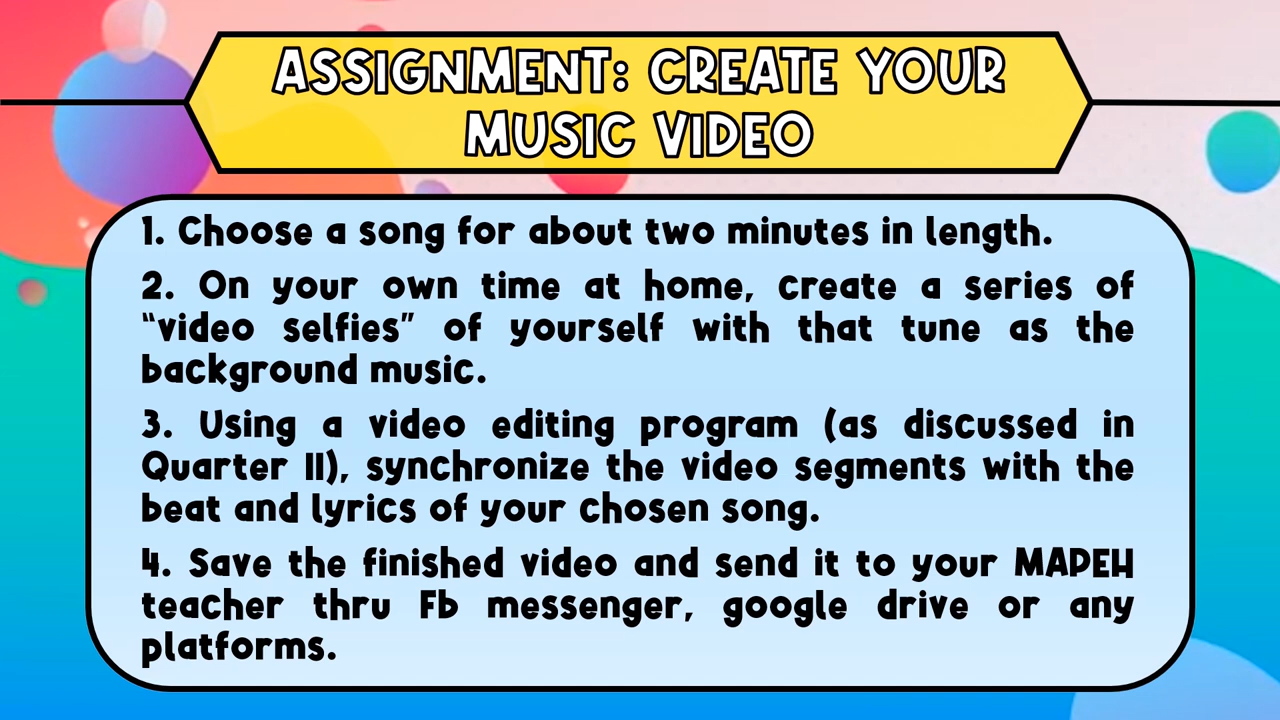 ASSIGNMENT: CREATE YOUR
MUSIC VIDEO
1. Choose a song for about two minutes in length.
2. On your own time at home, create a series of
“video selfies” of yourself with that tune as the
background music.
3. Using a video editing program (as discussed in
Quarter II), synchronize the video segments with the
beat and lyrics of your chosen song.
4. Save the finished video and send it to your MAPEH
teacher thru Fb messenger, google drive or any
platforms.